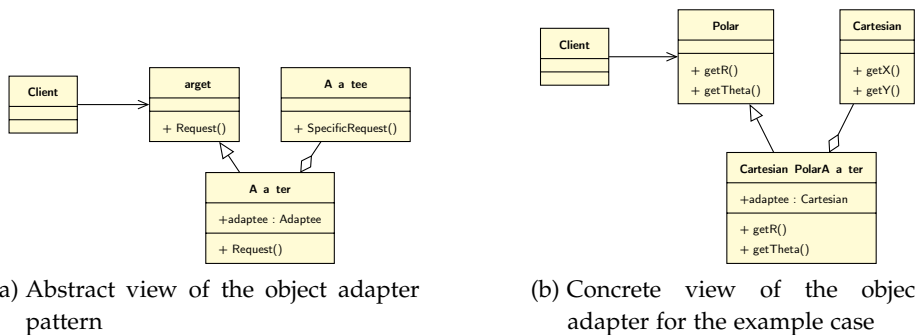 Client
arget
+ Request()
A a tee
+ SpecificRequest()
A a ter
+adaptee : Adaptee
+ Request()
a) Abstract view of the object adapter
pattern
Client
Polar
+ getR()
+ getTheta()
Cartesian
+ getX()
+ getY()
Cartesian PolarA a ter
+adaptee : Cartesian
+ getR()
+ getTheta()
(b) Concrete view of the objec
adapter for the example case